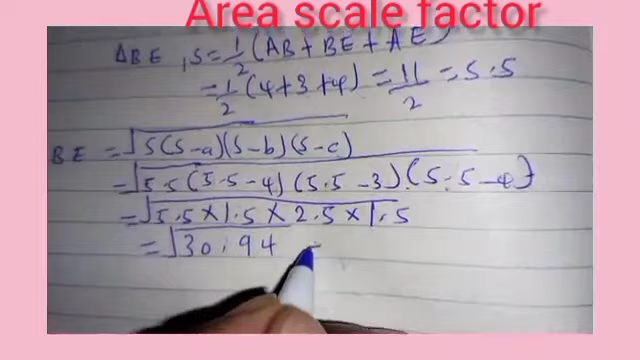 Area scale factor
ΔBE, S = 1/2 (AB + BE + AE)
= 1/2 (4 + 3 + 4) = 11/2 = 5.5
BE = √S(S-a)(S-b)(S-c)
= √5.5 (5.5 - 4) (5.5 - 3) (5.5 - 4)
= √5.5 × 1.5 × 2.5 × 1.5
= √30.94 =